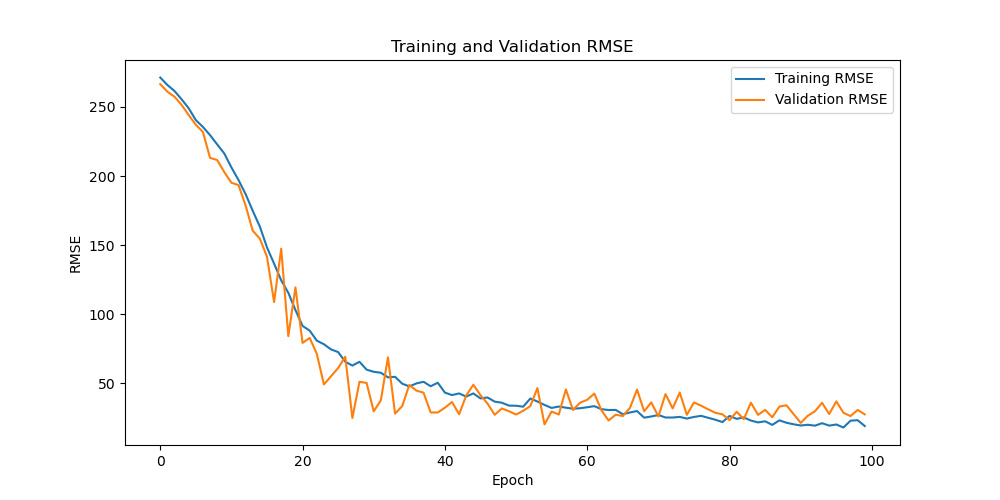 Training and Validation RMSE
Training RMSE
Validation RMSE
250
200
150
100
50
RMSE
0 20 40 60 80 100
Epoch